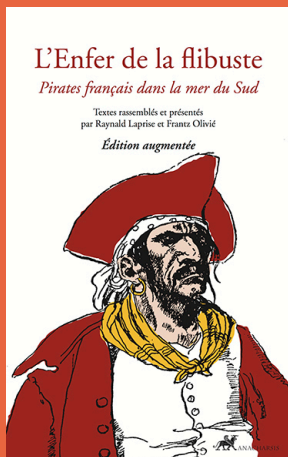 L'Enfer de la flibuste
Pirates français dans la mer du Sud
Textes rassemblés et présentés
par Raynald Laprise et Frantz Olivié
Édition augmentée
ANACHARSIS